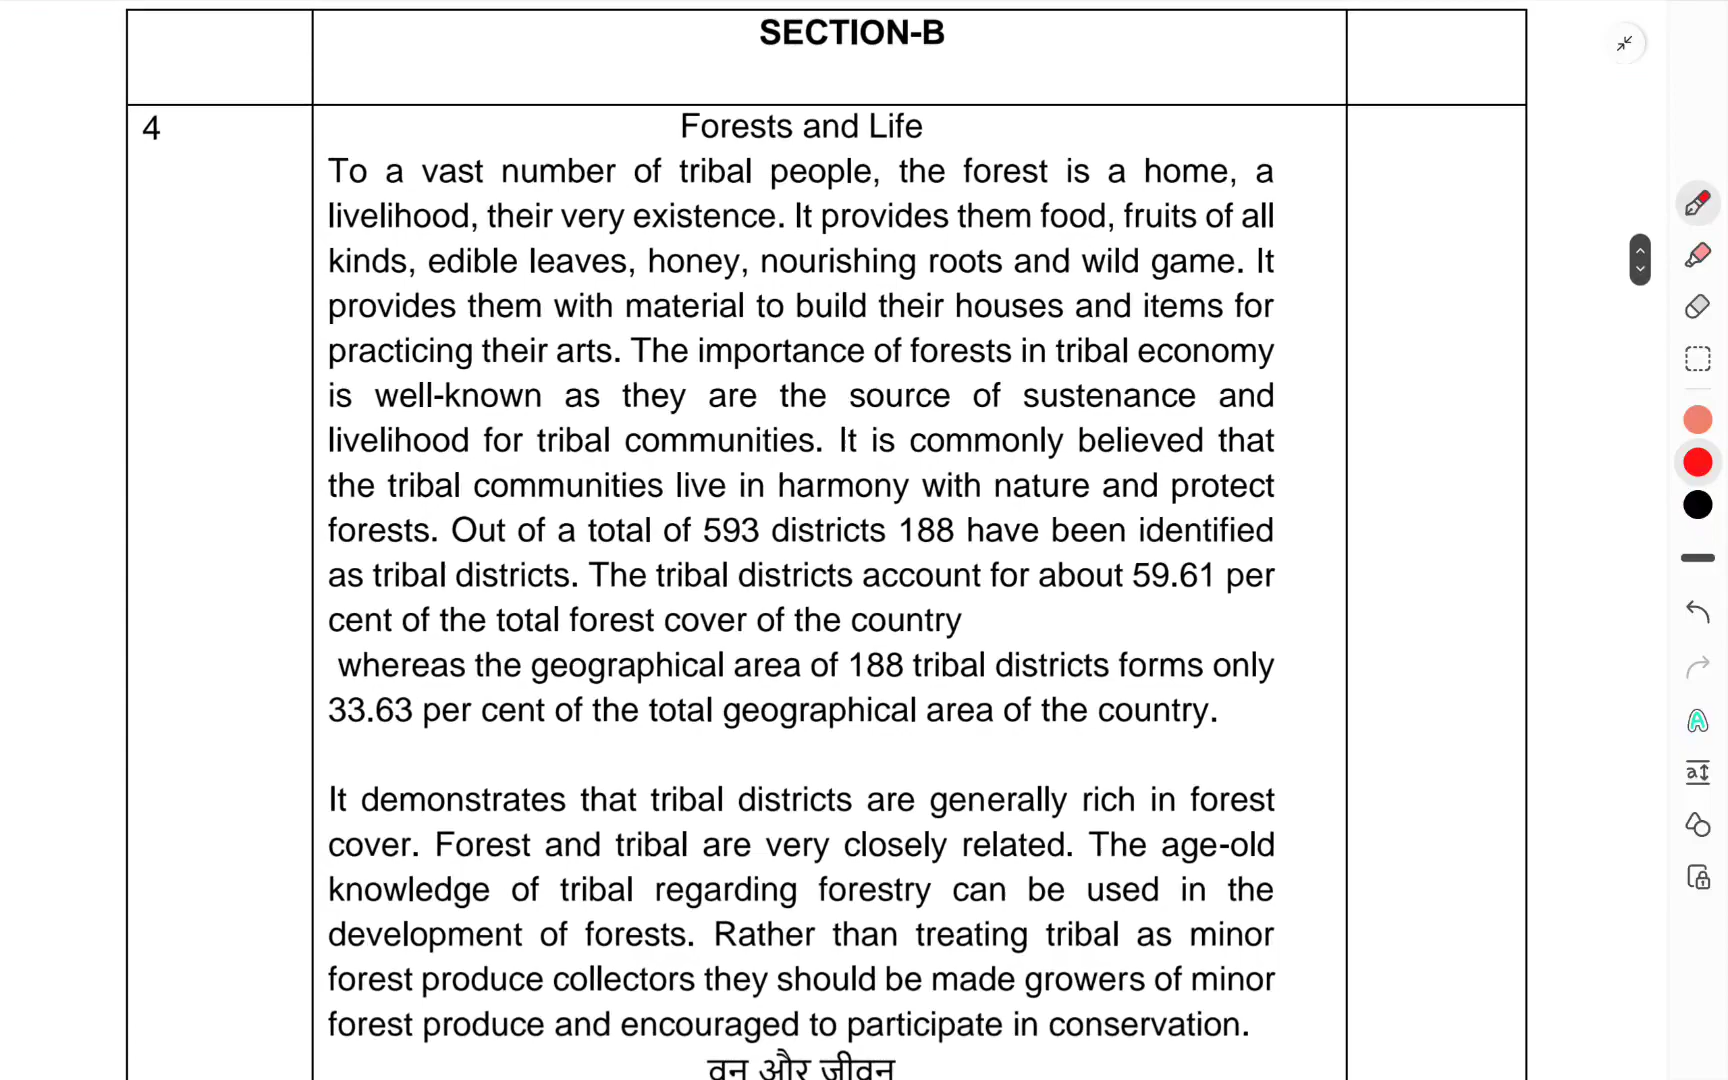 SECTION-B
4
Forests and Life
To a vast number of tribal people, the forest is a home, a
livelihood, their very existence. It provides them food, fruits of all
kinds, edible leaves, honey, nourishing roots and wild game. It
provides them with material to build their houses and items for
practicing their arts. The importance of forests in tribal economy
is well-known as they are the source of sustenance and
livelihood for tribal communities. It is commonly believed that
the tribal communities live in harmony with nature and protect
forests. Out of a total of 593 districts 188 have been identified
as tribal districts. The tribal districts account for about 59.61 per
cent of the total forest cover of the country
whereas the geographical area of 188 tribal districts forms only
33.63 per cent of the total geographical area of the country.
It demonstrates that tribal districts are generally rich in forest
cover. Forest and tribal are very closely related. The age-old
knowledge of tribal regarding forestry can be used in the
development of forests. Rather than treating tribal as minor
forest produce collectors they should be made growers of minor
forest produce and encouraged to participate in conservation.
वन और जीवन